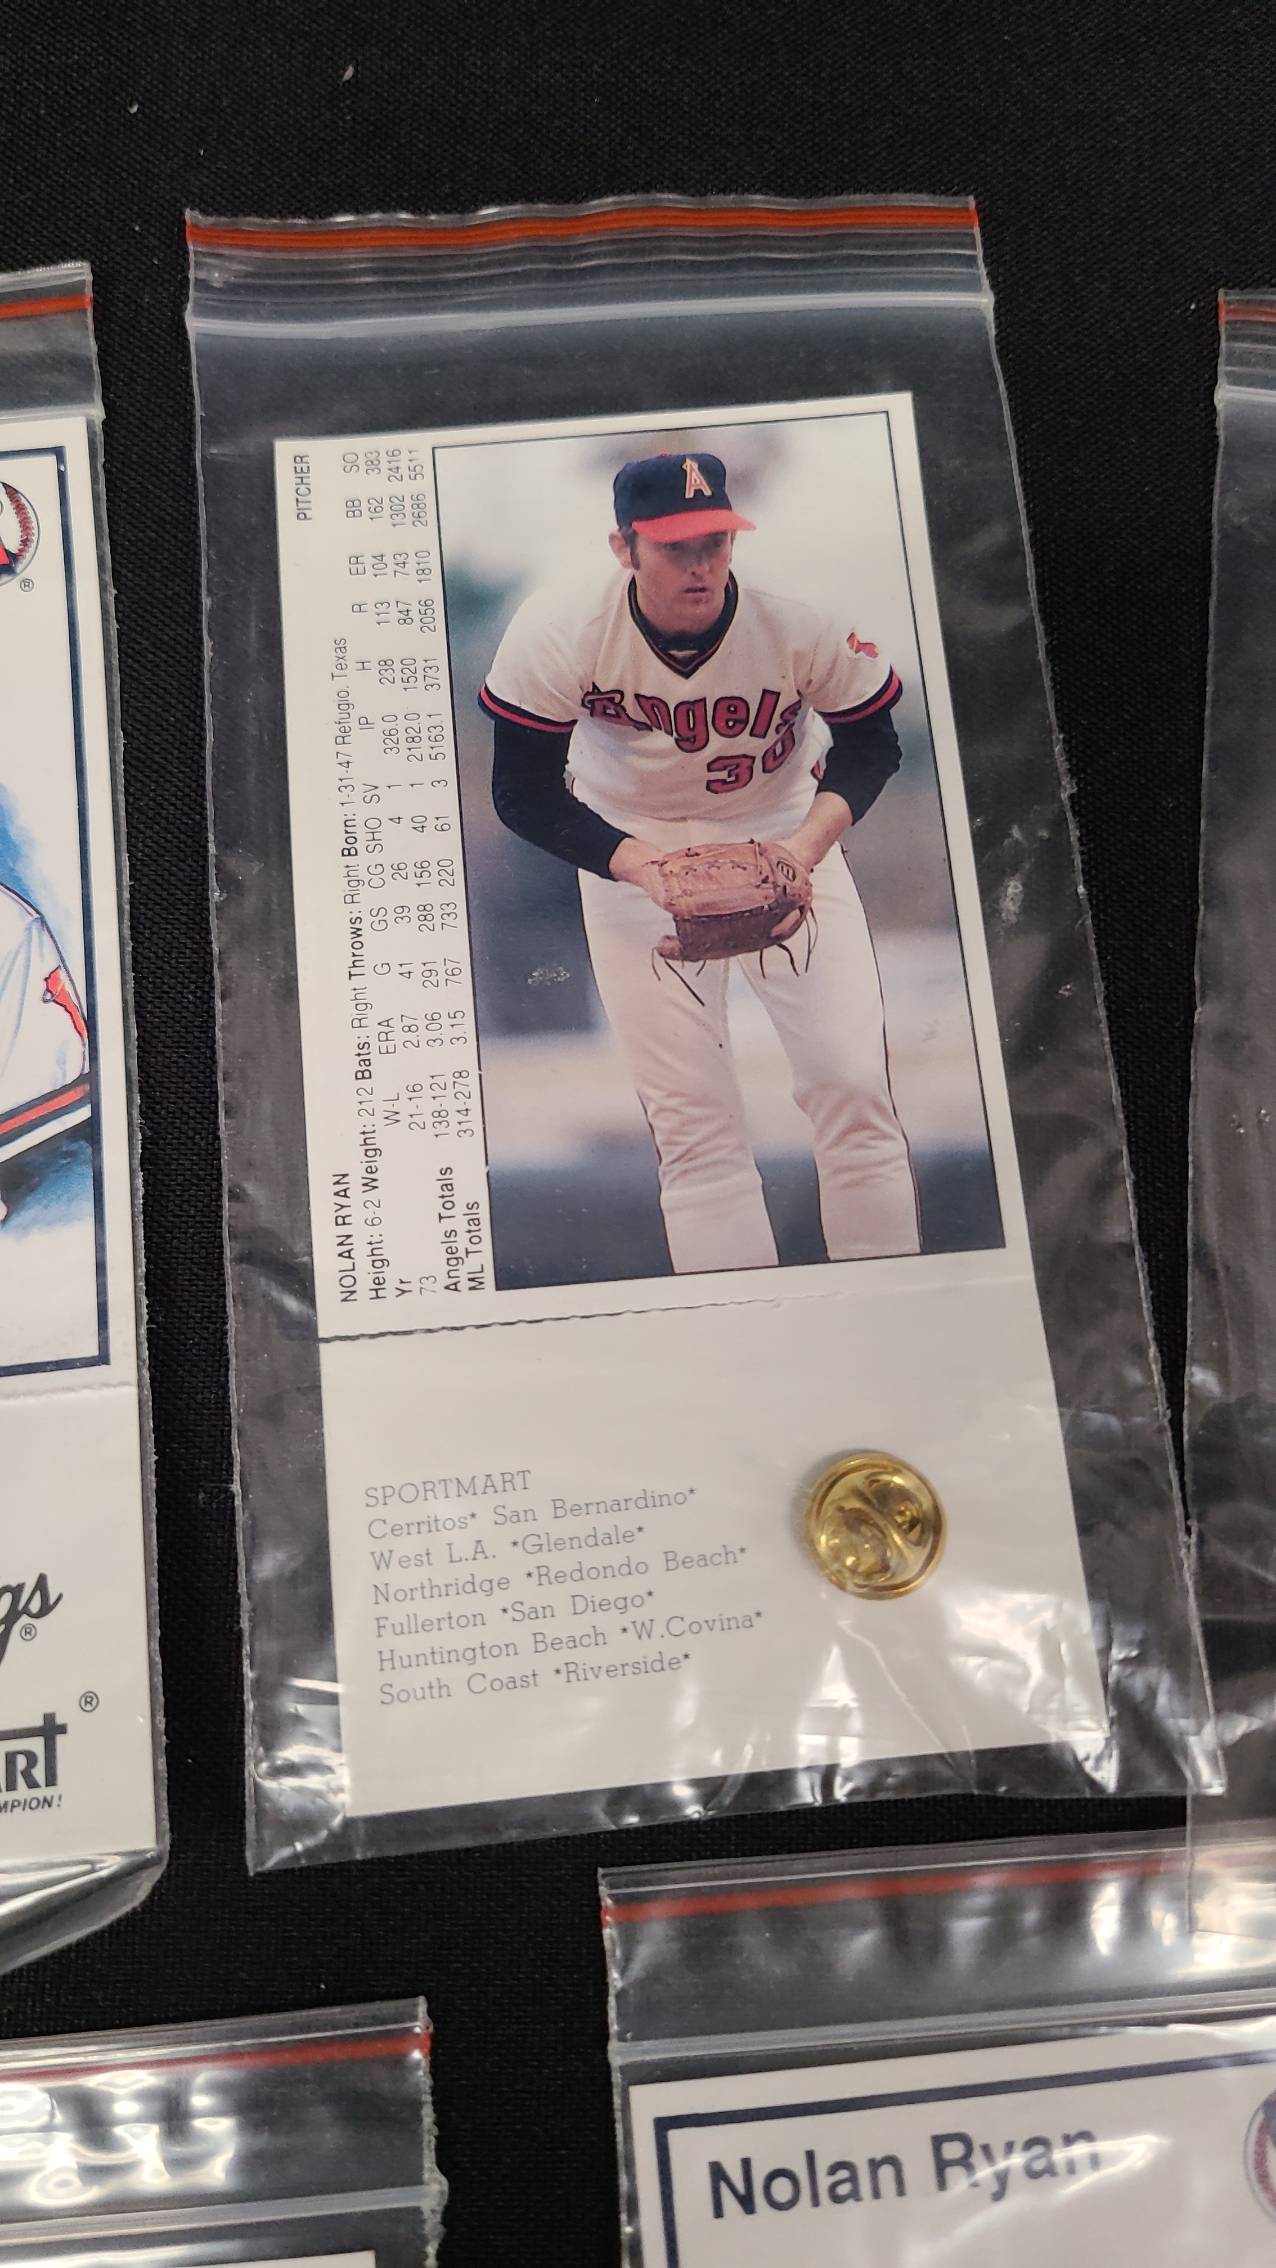 NOLAN RYAN PITCHER
Height: 6-2 Weight: 212 Bats: Right Throws: Right Born: 1-31-47 Refugio, Texas
Yr W-L ERA G GS CG SHO SV IP H R ER BB SO
73 21-16 2.87 41 39 26 4 1 326.0 238 113 104 162 383
Angels Totals 138-121 3.06 291 288 156 40 1 2182.0 1520 847 743 1302 2416
ML Totals 314-278 3.15 767 733 220 61 3 5163.1 3731 2056 1810 2686 5511
A
Angels
30
SPORTMART
Cerritos* San Bernardino*
West L.A. *Glendale*
Northridge *Redondo Beach*
Fullerton *San Diego*
Huntington Beach *W.Covina*
South Coast *Riverside*
®
gs
®
®
ART
MPION!
Nolan Ryan